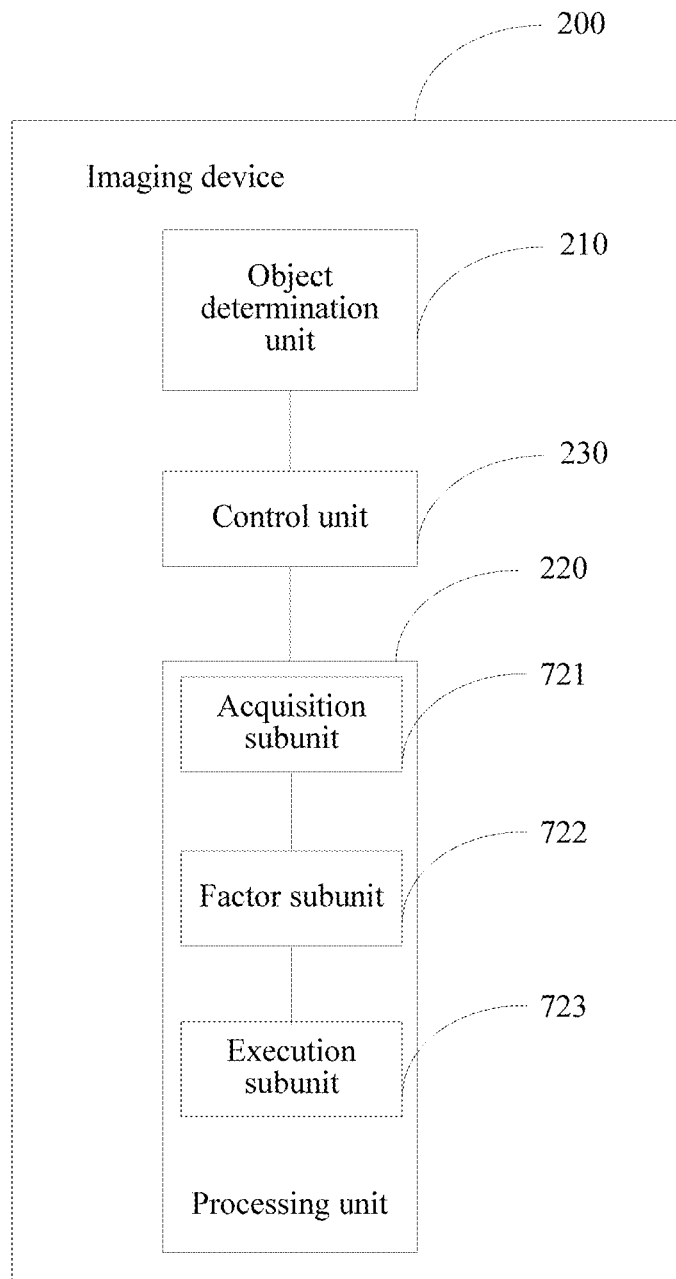 200
Imaging device
210
Object
determination
unit
230
Control unit
220
721
Acquisition
subunit
722
Factor subunit
723
Execution
subunit
Processing unit